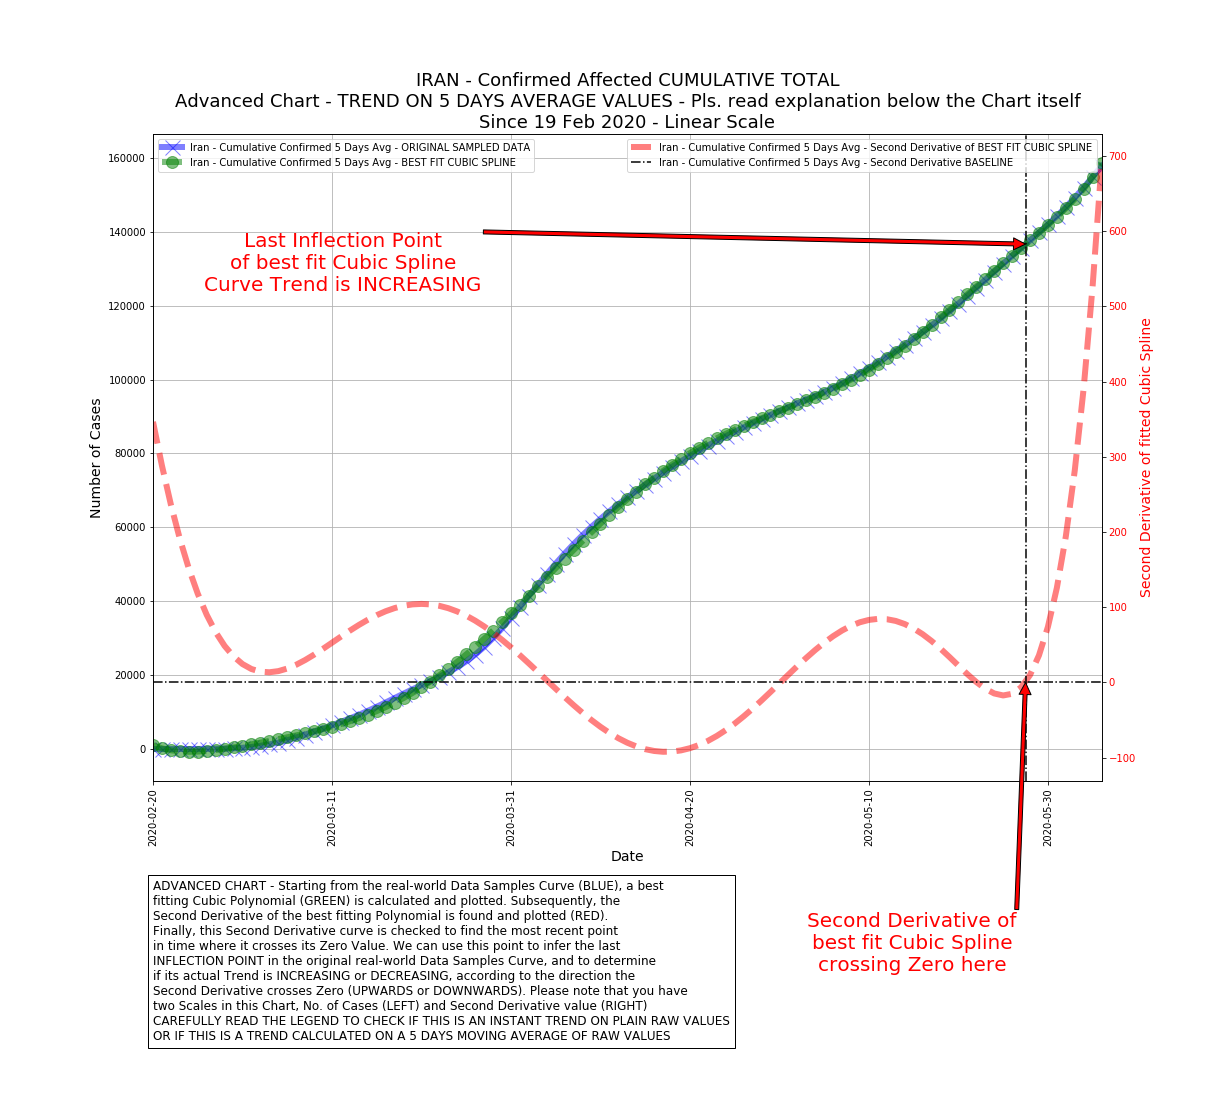 IRAN - Confirmed Affected CUMULATIVE TOTAL
Advanced Chart - TREND ON 5 DAYS AVERAGE VALUES - Pls. read explanation below the Chart itself
Since 19 Feb 2020 - Linear Scale
Iran - Cumulative Confirmed 5 Days Avg - ORIGINAL SAMPLED DATA
Iran - Cumulative Confirmed 5 Days Avg - BEST FIT CUBIC SPLINE
Iran - Cumulative Confirmed 5 Days Avg - Second Derivative of BEST FIT CUBIC SPLINE
Iran - Cumulative Confirmed 5 Days Avg - Second Derivative BASELINE
Last Inflection Point
of best fit Cubic Spline
Curve Trend is INCREASING
Number of Cases
160000
140000
120000
100000
80000
60000
40000
20000
0
700
600
500
400
300
200
100
0
−100
Second Derivative of fitted Cubic Spline
2020-02-20
2020-03-11
2020-03-31
2020-04-20
2020-05-10
2020-05-30
Date
ADVANCED CHART - Starting from the real-world Data Samples Curve (BLUE), a best
fitting Cubic Polynomial (GREEN) is calculated and plotted. Subsequently, the
Second Derivative of the best fitting Polynomial is found and plotted (RED).
Finally, this Second Derivative curve is checked to find the most recent point
in time where it crosses its Zero Value. We can use this point to infer the last
INFLECTION POINT in the original real-world Data Samples Curve, and to determine
if its actual Trend is INCREASING or DECREASING, according to the direction the
Second Derivative crosses Zero (UPWARDS or DOWNWARDS). Please note that you have
two Scales in this Chart, No. of Cases (LEFT) and Second Derivative value (RIGHT)
CAREFULLY READ THE LEGEND TO CHECK IF THIS IS AN INSTANT TREND ON PLAIN RAW VALUES
OR IF THIS IS A TREND CALCULATED ON A 5 DAYS MOVING AVERAGE OF RAW VALUES
Second Derivative of
best fit Cubic Spline
crossing Zero here